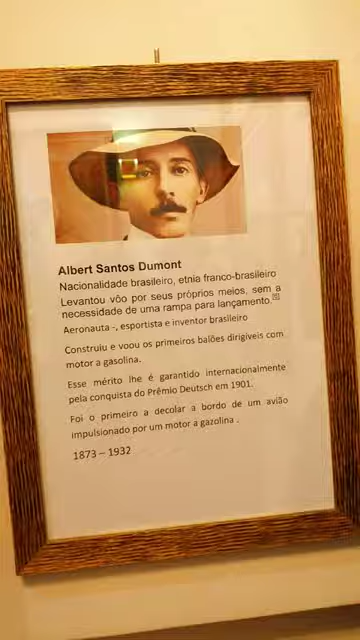 Albert Santos Dumont
Nacionalidade brasileiro, etnia franco-brasileiro
Levantou vôo por seus próprios meios, sem a
necessidade de uma rampa para lançamento.
Aeronauta -, esportista e inventor brasileiro
Construiu e voou os primeiros balões dirigíveis com
motor a gasolina.
Esse mérito lhe é garantido internacionalmente
pela conquista do Prêmio Deutsch em 1901.
Foi o primeiro a decolar a bordo de um avião
impulsionado por um motor a gazolina .
1873 – 1932